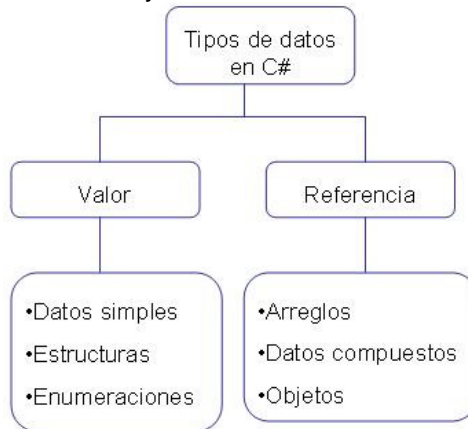 Tipos de datos
en C#
Valor
Referencia
•Datos simples
•Estructuras
•Enumeraciones
•Arreglos
•Datos compuestos
•Objetos